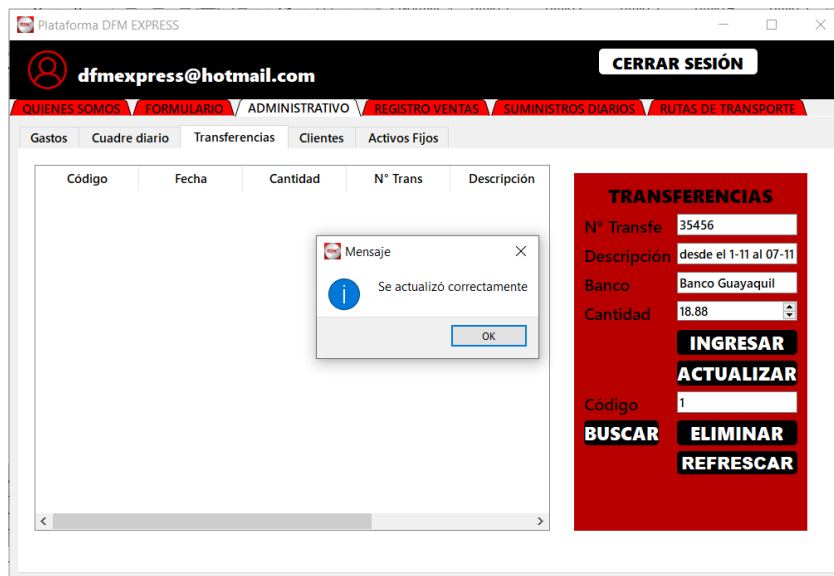 Plataforma DFM EXPRESS
dfmexpress@hotmail.com
CERRAR SESIÓN
QUIENES SOMOS FORMULARIO ADMINISTRATIVO REGISTRO VENTAS SUMINISTROS DIARIOS RUTAS DE TRANSPORTE
Gastos Cuadre diario Transferencias Clientes Activos Fijos
Código Fecha Cantidad N° Trans Descripción
Mensaje
Se actualizó correctamente
OK
TRANSFERENCIAS
N° Transfe 35456
Descripción desde el 1-11 al 07-11
Banco Banco Guayaquil
Cantidad 18.88
INGRESAR
ACTUALIZAR
Código 1
BUSCAR ELIMINAR
REFRESCAR